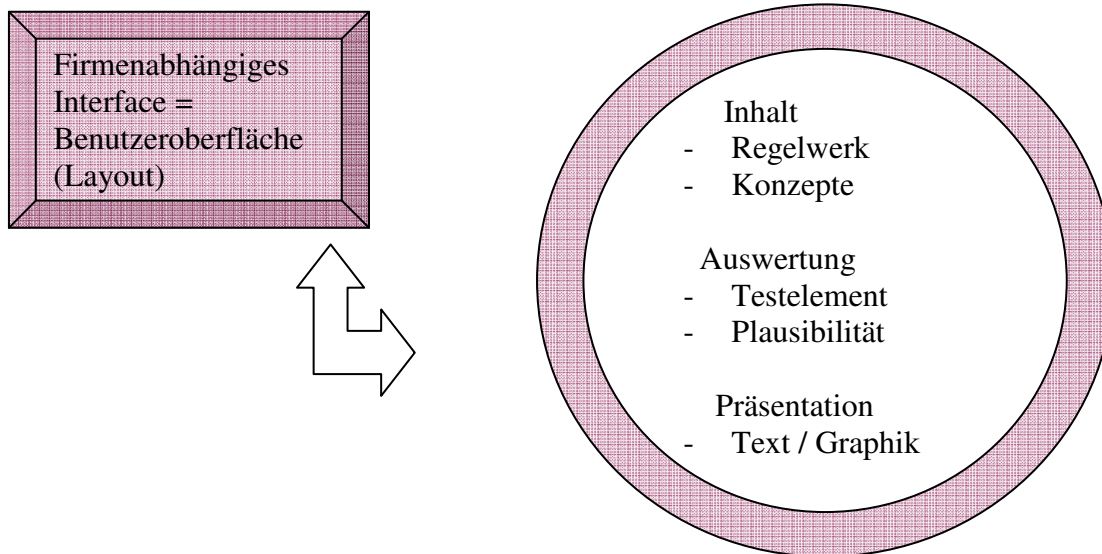 Firmenabhängiges
Interface =
Benutzeroberfläche
(Layout)
Inhalt
- Regelwerk
- Konzepte
Auswertung
- Testelement
- Plausibilität
Präsentation
- Text / Graphik